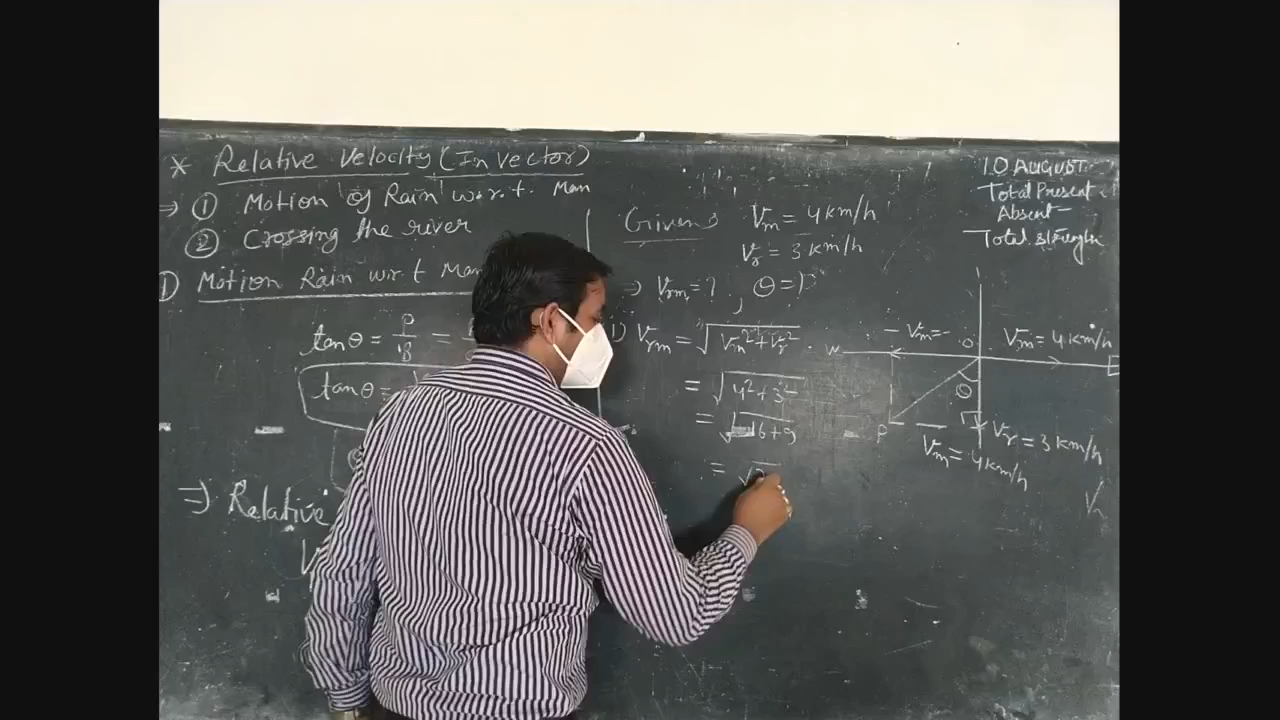 * Relative Velocity (In Vector)
⇒ ① Motion of Rain w.r.t. Man
② Crossing the river
① Motion Rain w.r.t Man
tanθ = P/B =
tanθ =
⇒ Relative
V
Given:
Vm = 4 km/h
Vr = 3 km/h
⇒ Vrm = ? , θ = ?
1) Vrm = √Vm² + Vr²
= √4² + 3²
= √16+9
= √
10 AUGUST
Total Present -
Absent -
Total strength
- Vm = - O Vm = 4 km/h
W
θ
P
Vr = 3 km/h
Vm = 4 km/h
V